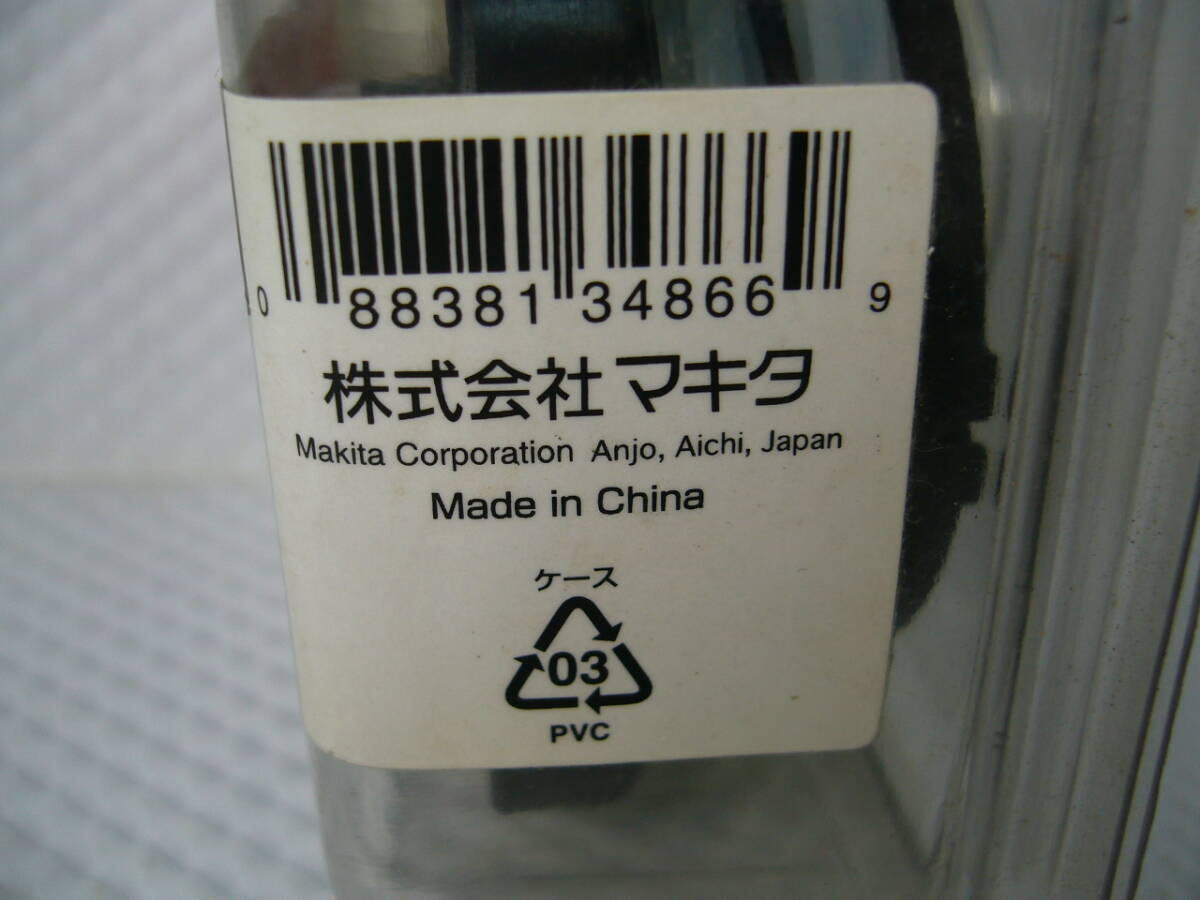 0 88381 34866 9
株式会社マキタ
Makita Corporation Anjo, Aichi, Japan
Made in China
ケース
03
PVC